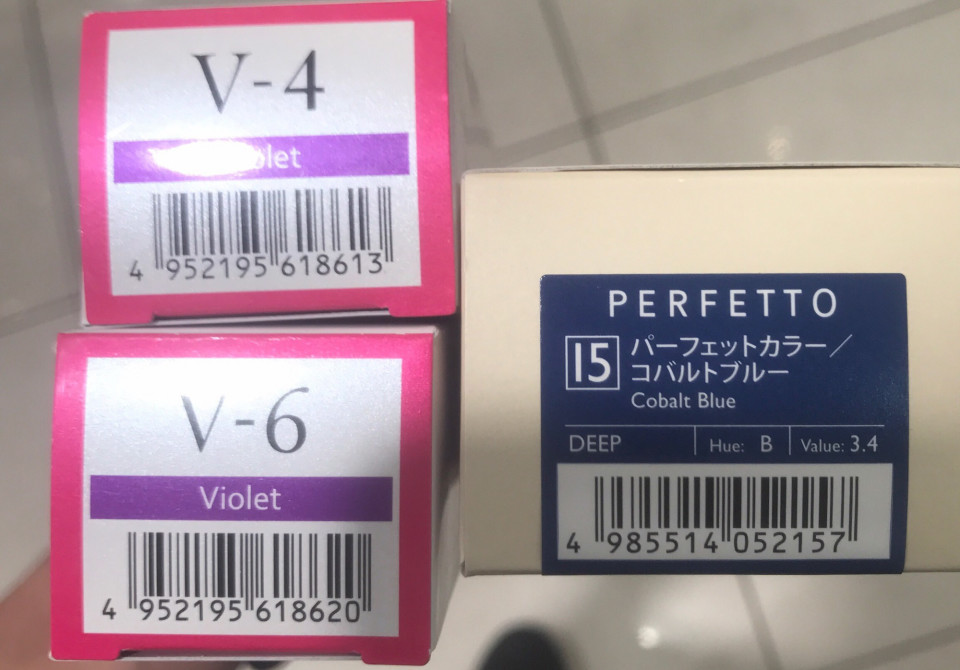 V-4
Violet
4 952195 618613
V-6
Violet
4 952195 618620
PERFETTO
15
パーフェットカラー／
コバルトブルー
Cobalt Blue
DEEP Hue: B Value: 3.4
4 985514 052157